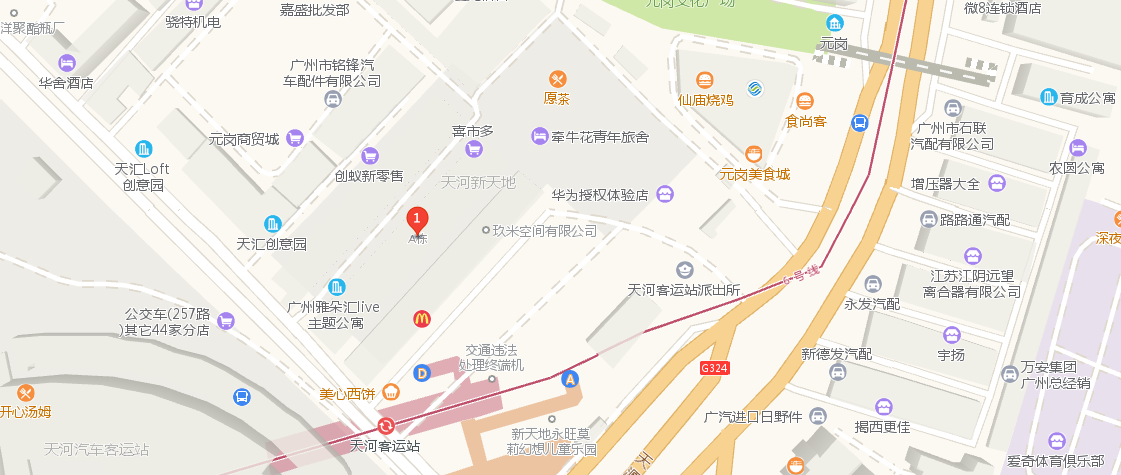 元岗文化广场
微8连锁酒店
嘉盛批发部
骁特机电
洋聚酯瓶厂
元岗
华舍酒店
广州市铭锋汽
车配件有限公司
愿茶
仙庙烧鸡
食尚客
育成公寓
广州市石联
汽配有限公司
喜市多
牵牛花青年旅舍
元岗商贸城
天汇Loft
创意园
创蚁新零售
天河新天地
元岗美食城
农圆公寓
增压器大全
华为授权体验店
1
A栋
路路通汽配
玖米空间有限公司
天汇创意园
深夜
6号线
江苏江阴远望
离合器有限公司
天河客运站派出所
永发汽配
广州雅朵汇live
主题公寓
公交车(257路
)其它44家分店
交通违法
处理终端机
新德发汽配
宇扬
G324
D
A
万安集团
广州总经销
美心西饼
开心汤姆
广汽进口日野件
揭西更佳
天河客运站
天河汽车客运站
新天地永旺莫
莉幻想儿童乐园
爱奇体育俱乐部